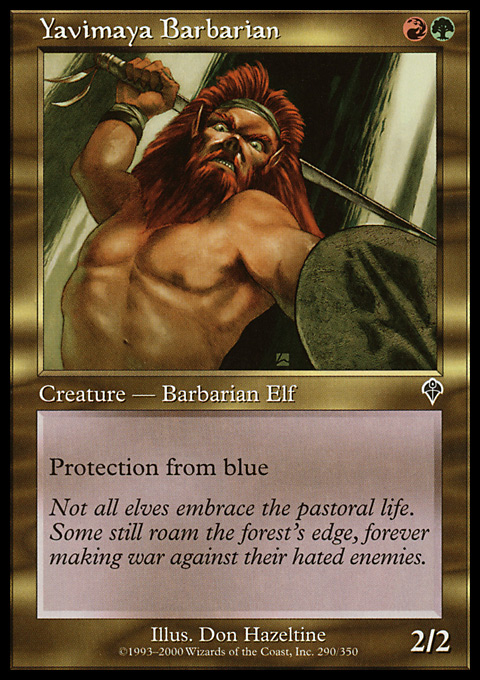 Yavimaya Barbarian
Creature — Barbarian Elf
Protection from blue
Not all elves embrace the pastoral life.
Some still roam the forest's edge, forever
making war against their hated enemies.
Illus. Don Hazeltine
©1993–2000 Wizards of the Coast, Inc. 290/350
2/2